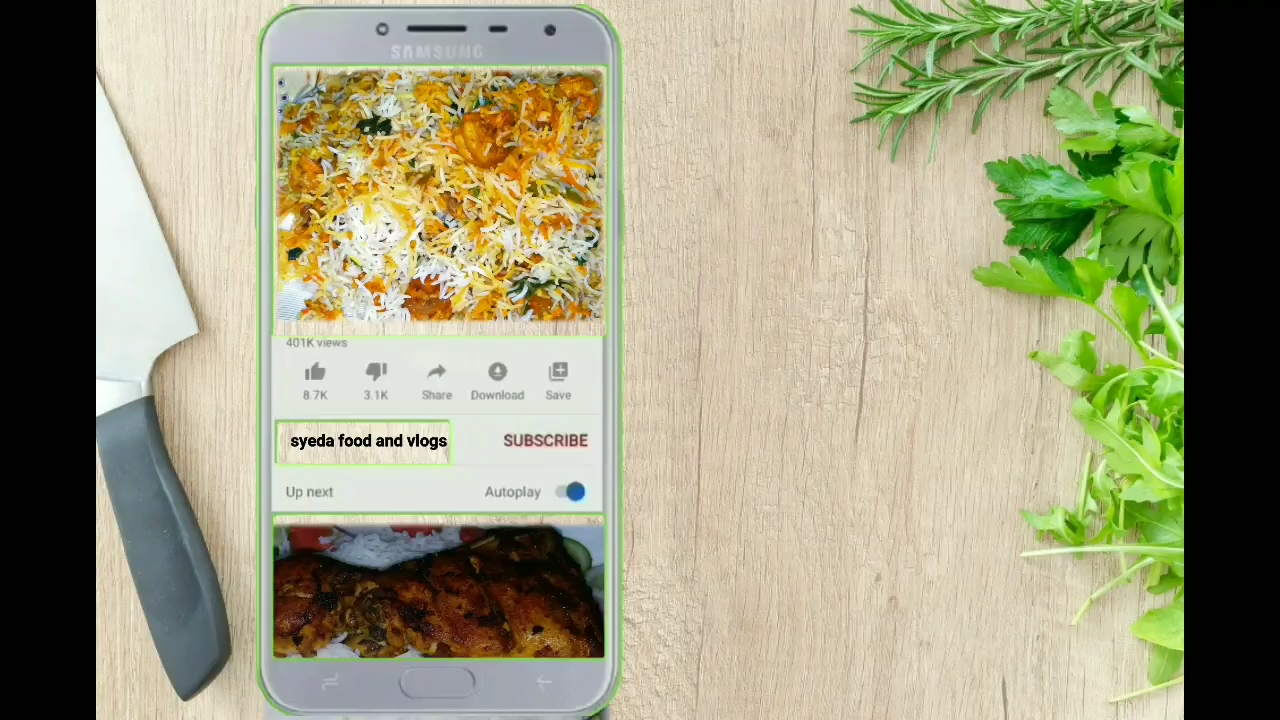 SAMSUNG
401K views
8.7K 3.1K Share Download Save
syeda food and vlogs SUBSCRIBE
Up next Autoplay